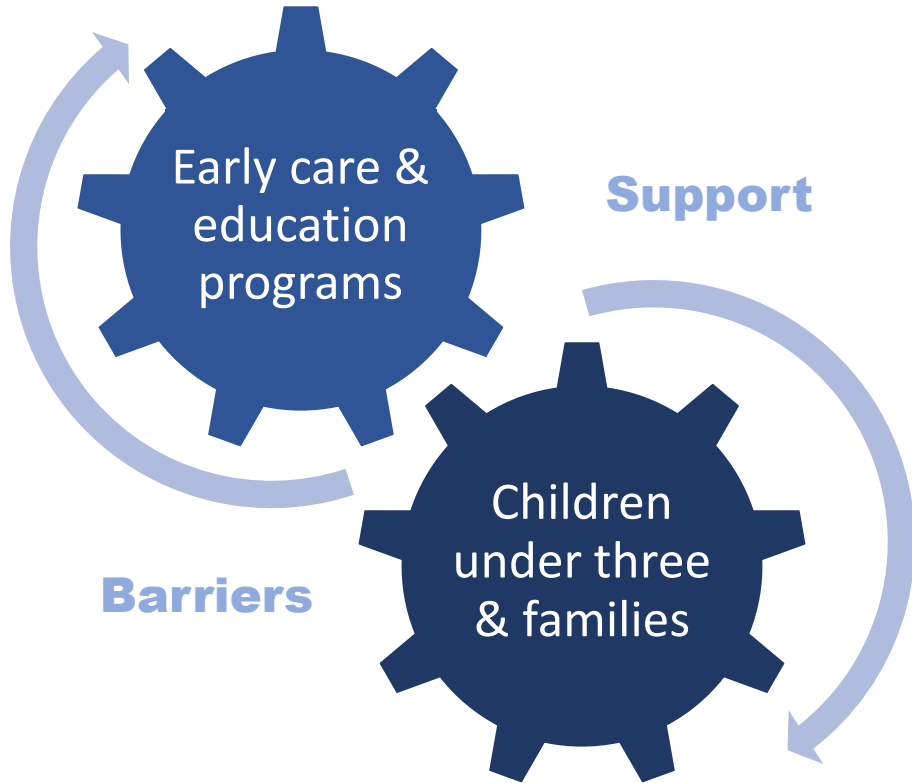 Early care &
education
programs
Support
Children
under three
& families
Barriers